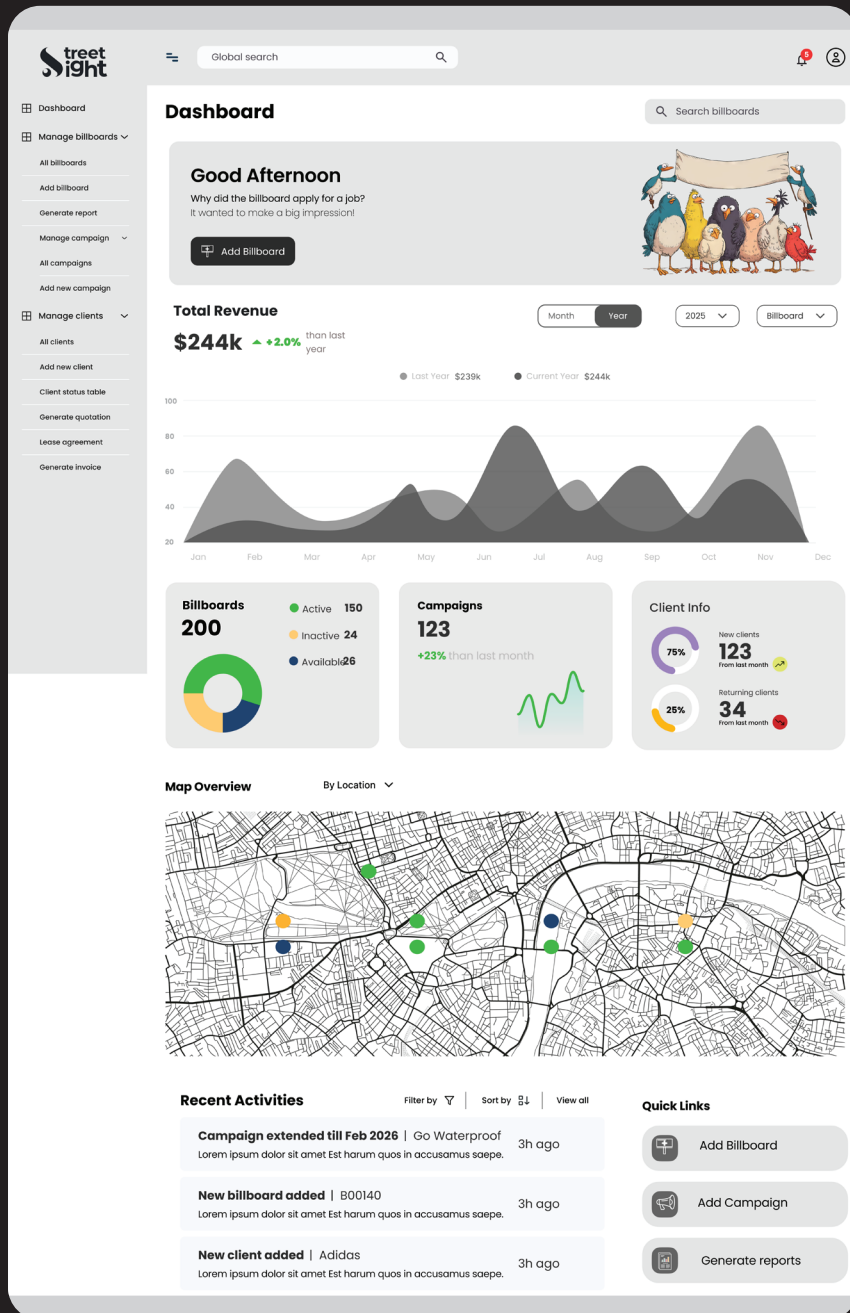 Street
Sight
Global search
5
Dashboard
Manage billboards
All billboards
Add billboard
Generate report
Manage campaign
All campaigns
Add new campaign
Manage clients
All clients
Add new client
Client status table
Generate quotation
Lease agreement
Generate invoice
Dashboard
Search billboards
Good Afternoon
Why did the billboard apply for a job?
It wanted to make a big impression!
Add Billboard
Total Revenue
$244k +2.0% than last
year
Month Year
2025
Billboard
Last Year $239k Current Year $244k
100
80
60
40
20
Jan Feb Mar Apr May Jun Jul Aug Sep Oct Nov Dec
Billboards
200
Active 150
Inactive 24
Available 26
Campaigns
123
+23% than last month
Client Info
75%
New clients
123
From last month
25%
Returning clients
34
From last month
Map Overview
By Location
Recent Activities
Filter by
Sort by
View all
Campaign extended till Feb 2026 | Go Waterproof
Lorem ipsum dolor sit amet Est harum quos in accusamus saepe.
3h ago
New billboard added | B00140
Lorem ipsum dolor sit amet Est harum quos in accusamus saepe.
3h ago
New client added | Adidas
Lorem ipsum dolor sit amet Est harum quos in accusamus saepe.
3h ago
Quick Links
Add Billboard
Add Campaign
Generate reports